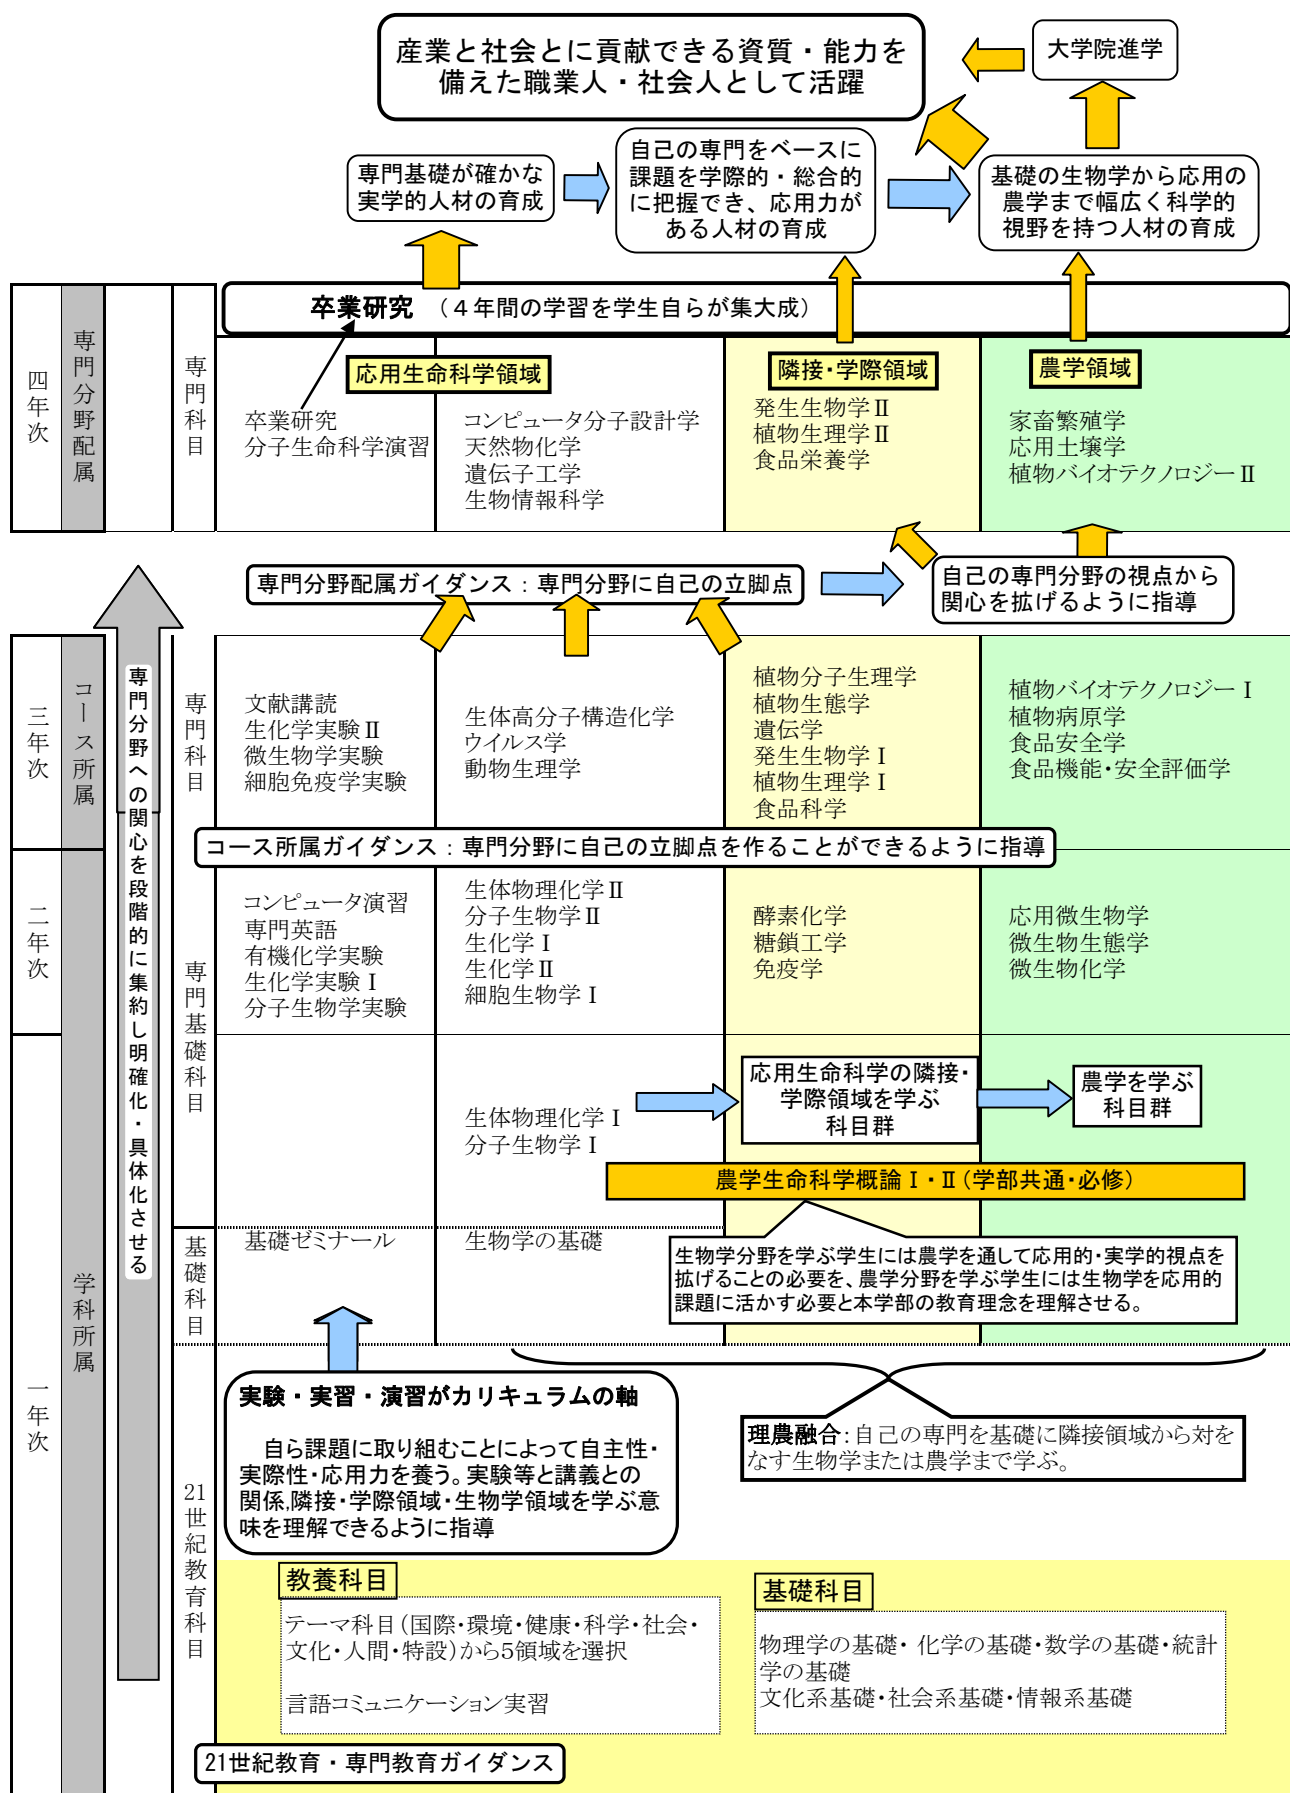 産業と社会とに貢献できる資質・能力を
備えた職業人・社会人として活躍
大学院進学
専門基礎が確かな
実学的人材の育成
自己の専門をベースに
課題を学際的・総合的
に把握でき、応用力が
ある人材の育成
基礎の生物学から応用の
農学まで幅広く科学的
視野を持つ人材の育成
卒業研究 （４年間の学習を学生自らが集大成）
四年次
専門分野配属
専門科目
応用生命科学領域
隣接・学際領域
農学領域
卒業研究
分子生命科学演習
コンピュータ分子設計学
天然物化学
遺伝子工学
生物情報科学
発生生物学Ⅱ
植物生理学Ⅱ
食品栄養学
家畜繁殖学
応用土壌学
植物バイオテクノロジーⅡ
専門分野配属ガイダンス：専門分野に自己の立脚点
自己の専門分野の視点から
関心を拡げるように指導
専門分野への関心を段階的に集約し明確化・具体化させる
三年次
コース所属
専門科目
文献講読
生化学実験Ⅱ
微生物学実験
細胞免疫学実験
生体高分子構造化学
ウイルス学
動物生理学
植物分子生理学
植物生態学
遺伝学
発生生物学Ⅰ
植物生理学Ⅰ
食品科学
植物バイオテクノロジーⅠ
植物病原学
食品安全学
食品機能・安全評価学
コース所属ガイダンス：専門分野に自己の立脚点を作ることができるように指導
二年次
専門基礎科目
コンピュータ演習
専門英語
有機化学実験
生化学実験Ⅰ
分子生物学実験
生体物理化学Ⅱ
分子生物学Ⅱ
生化学Ⅰ
生化学Ⅱ
細胞生物学Ⅰ
酵素化学
糖鎖工学
免疫学
応用微生物学
微生物生態学
微生物化学
生体物理化学Ⅰ
分子生物学Ⅰ
応用生命科学の隣接・
学際領域を学ぶ
科目群
農学を学ぶ
科目群
農学生命科学概論Ⅰ・Ⅱ（学部共通・必修）
学科所属
基礎科目
基礎ゼミナール
生物学の基礎
生物学分野を学ぶ学生には農学を通して応用的・実学的視点を
拡げることの必要を、農学分野を学ぶ学生には生物学を応用的
課題に活かす必要と本学部の教育理念を理解させる。
一年次
21世紀教育科目
実験・実習・演習がカリキュラムの軸
自ら課題に取り組むことによって自主性・
実際性・応用力を養う。実験等と講義との
関係,隣接・学際領域・生物学領域を学ぶ意
味を理解できるように指導
理農融合：自己の専門を基礎に隣接領域から対を
なす生物学または農学まで学ぶ。
教養科目
テーマ科目（国際・環境・健康・科学・社会・
文化・人間・特設）から5領域を選択
言語コミュニケーション実習
基礎科目
物理学の基礎・ 化学の基礎・数学の基礎・統計
学の基礎
文化系基礎・社会系基礎・情報系基礎
21世紀教育・専門教育ガイダンス